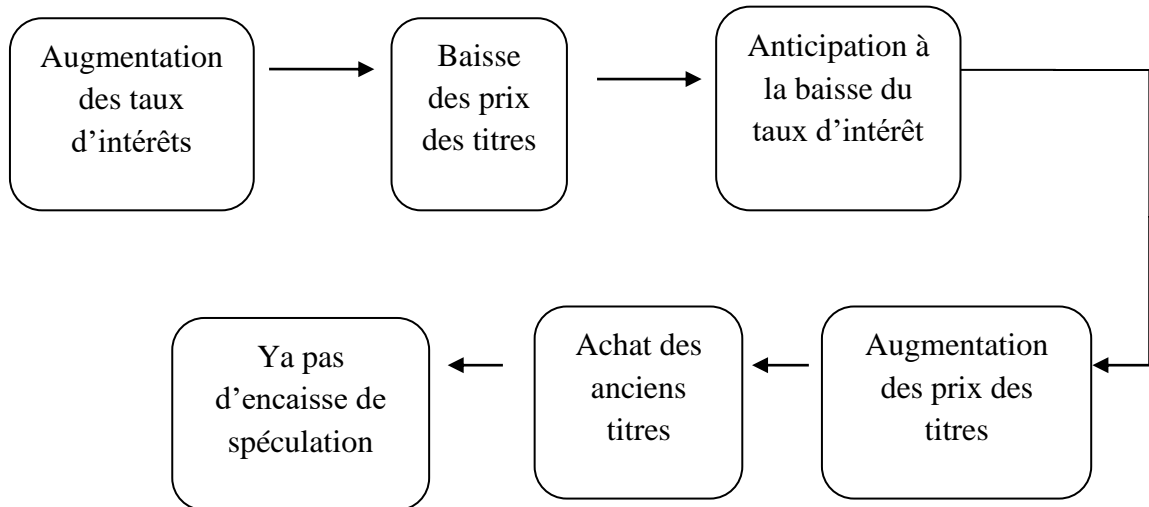 Augmentation
des taux
d’intérêts
Baisse
des prix
des titres
Anticipation à
la baisse du
taux d’intérêt
Augmentation
des prix des
titres
Achat des
anciens
titres
Ya pas
d’encaisse de
spéculation